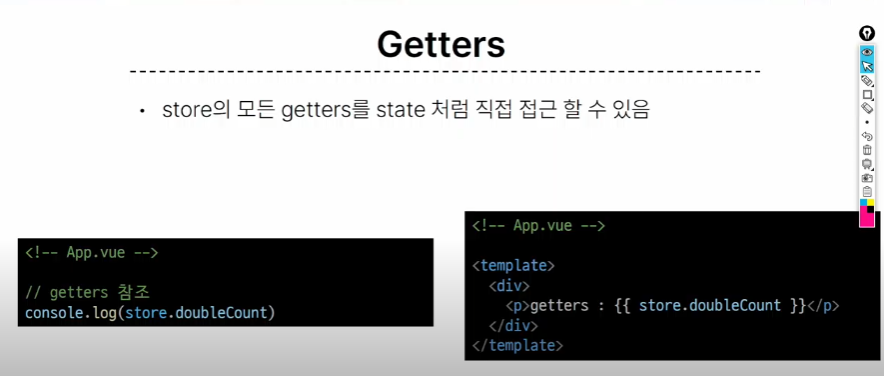 Getters
• store의 모든 getters를 state 처럼 직접 접근 할 수 있음
<!-- App.vue -->
// getters 참조
console.log(store.doubleCount)
<!-- App.vue -->
<template>
  <div>
    <p>getters : {{ store.doubleCount }}</p>
  </div>
</template>